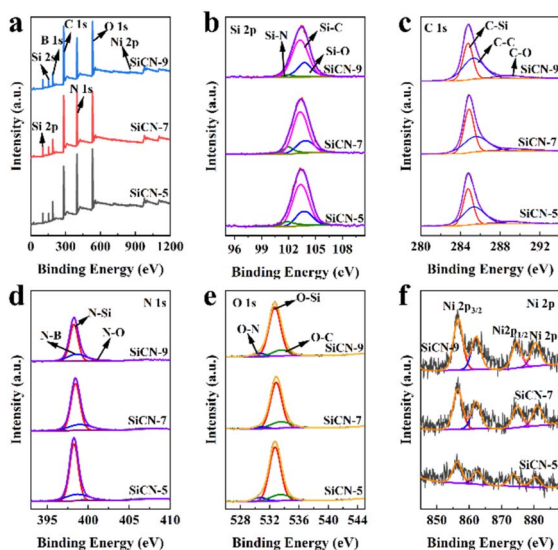 a
C 1s
O 1s
B 1s
Ni 2p
Si 2s
SiCN-9
N 1s
Si 2p
SiCN-7
SiCN-5
Intensity (a.u.)
0 300 600 900 1200
Binding Energy (eV)
b
Si 2p
Si-N
Si-C
Si-O
SiCN-9
SiCN-7
SiCN-5
Intensity (a.u.)
96 99 102 105 108
Binding Energy (eV)
c
C 1s
C-Si
C-C
C-O
SiCN-9
SiCN-7
SiCN-5
Intensity (a.u.)
280 284 288 292
Binding Energy (eV)
d
N 1s
N-Si
N-B
N-O
SiCN-9
SiCN-7
SiCN-5
Intensity (a.u.)
395 400 405 410
Binding Energy (eV)
e
O 1s
O-Si
O-N
O-C
SiCN-9
SiCN-7
SiCN-5
Intensity (a.u.)
528 532 536 540 544
Binding Energy (eV)
f
Ni 2p
Ni 2p3/2
Ni2p1/2
Ni 2p
SiCN-9
SiCN-7
SiCN-5
Intensity (a.u.)
850 860 870 880
Binding Energy (eV)